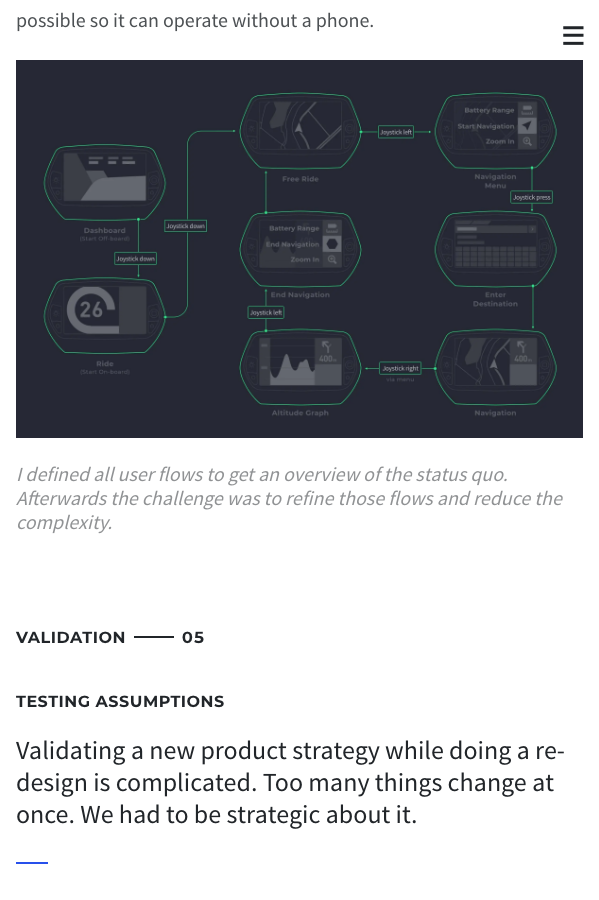 possible so it can operate without a phone.
Battery Range
Start Navigation
Zoom In
Joystick left
Free Ride
Navigation
Menu
Joystick press
Dashboard
(Start Off-Board)
Joystick down
Joystick down
Battery Range
End Navigation
Zoom In
End Navigation
Enter
Destination
26
Joystick left
Ride
(Start On-Board)
400m
Joystick right
via menu
400m
Altitude Graph
Navigation
I defined all user flows to get an overview of the status quo.
Afterwards the challenge was to refine those flows and reduce the
complexity.
VALIDATION
05
TESTING ASSUMPTIONS
Validating a new product strategy while doing a re-
design is complicated. Too many things change at
once. We had to be strategic about it.